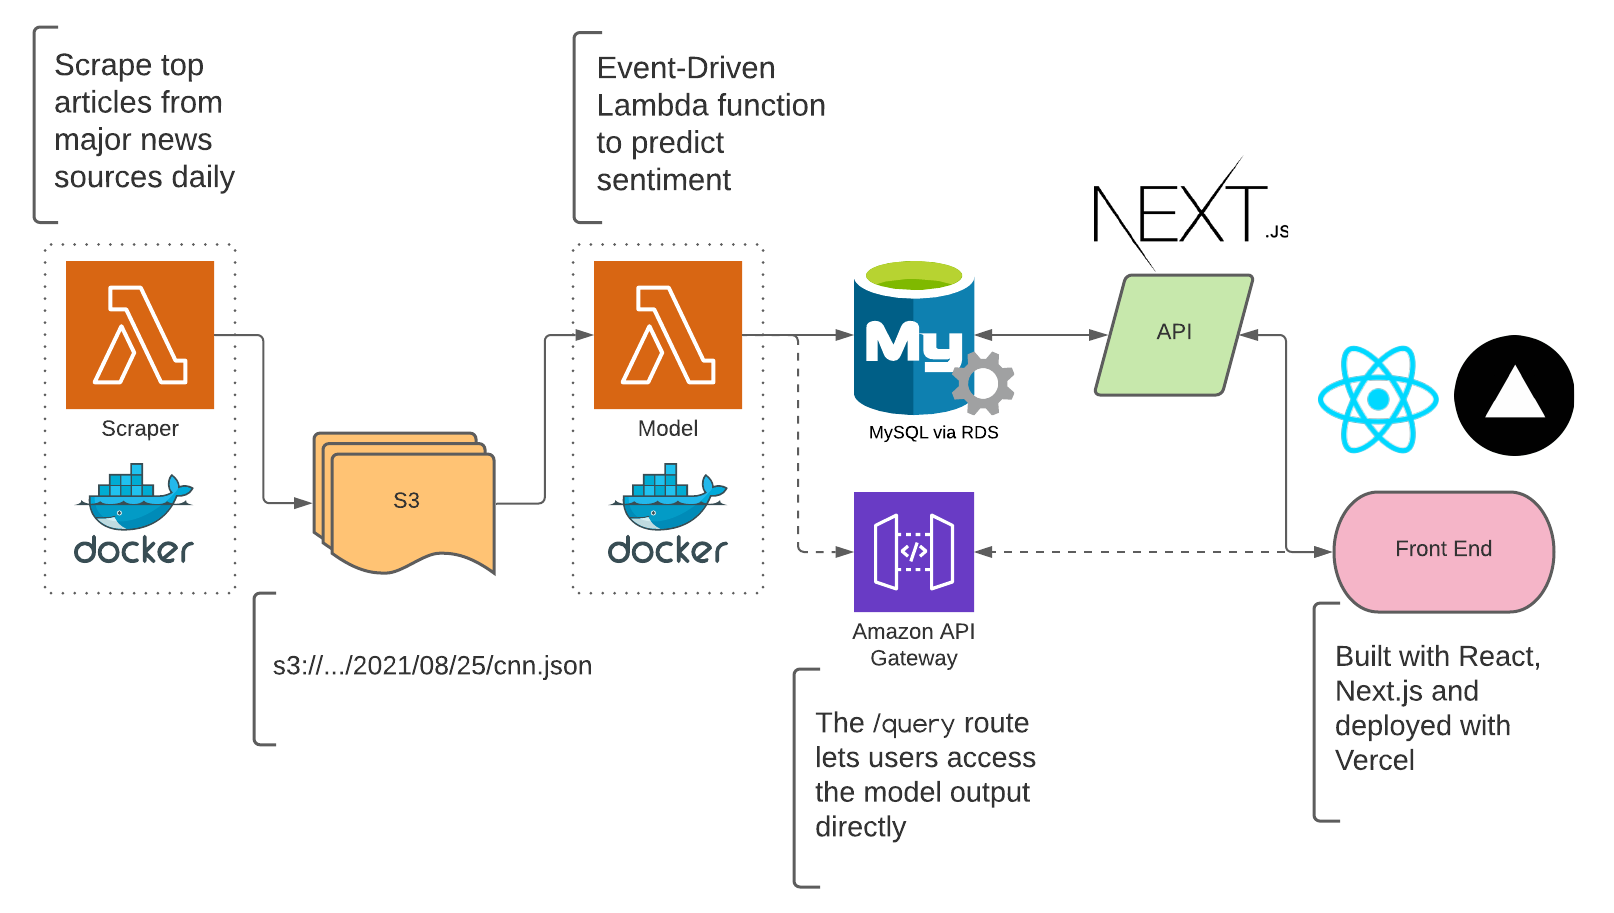 Scrape top
articles from
major news
sources daily
Event-Driven
Lambda function
to predict
sentiment
NEXT.JS
Scraper
docker
S3
s3://.../2021/08/25/cnn.json
Model
docker
My
MySQL via RDS
API
</>
Amazon API
Gateway
The /query route
lets users access
the model output
directly
Front End
Built with React,
Next.js and
deployed with
Vercel